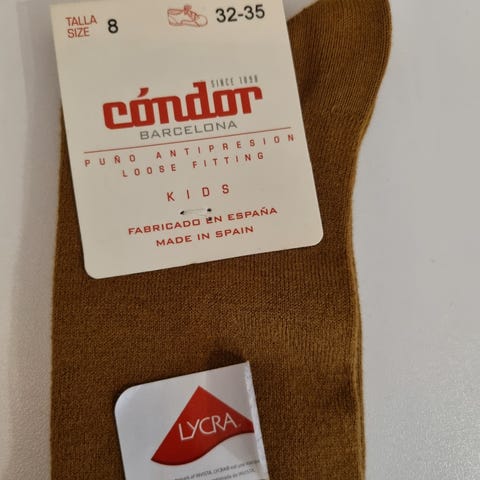 TALLA 8 32-35
SIZE
SINCE 1898
cóndor
BARCELONA
PUÑO ANTIPRESION
LOOSE FITTING
KIDS
FABRICADO EN ESPAÑA
MADE IN SPAIN
LYCRA